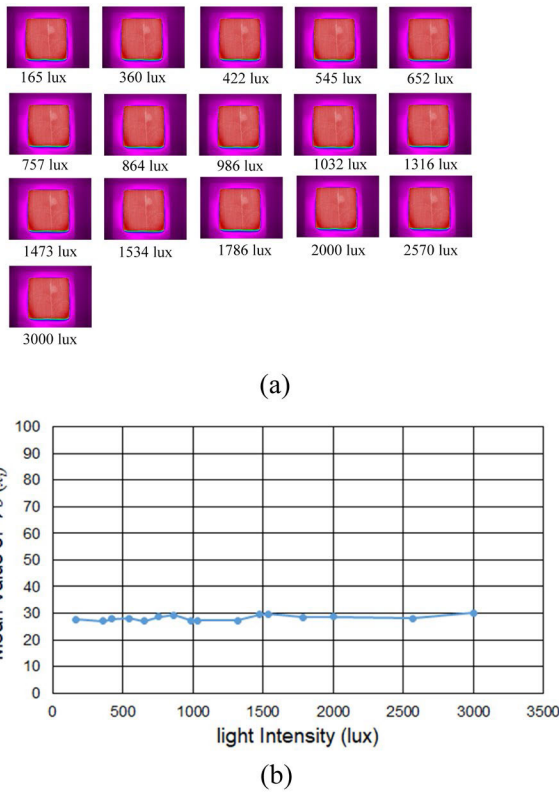 165 lux 360 lux 422 lux 545 lux 652 lux
757 lux 864 lux 986 lux 1032 lux 1316 lux
1473 lux 1534 lux 1786 lux 2000 lux 2570 lux
3000 lux
(a)
100
90
80
70
60
50
40
30
20
10
0
0 500 1000 1500 2000 2500 3000 3500
light Intensity (lux)
(b)